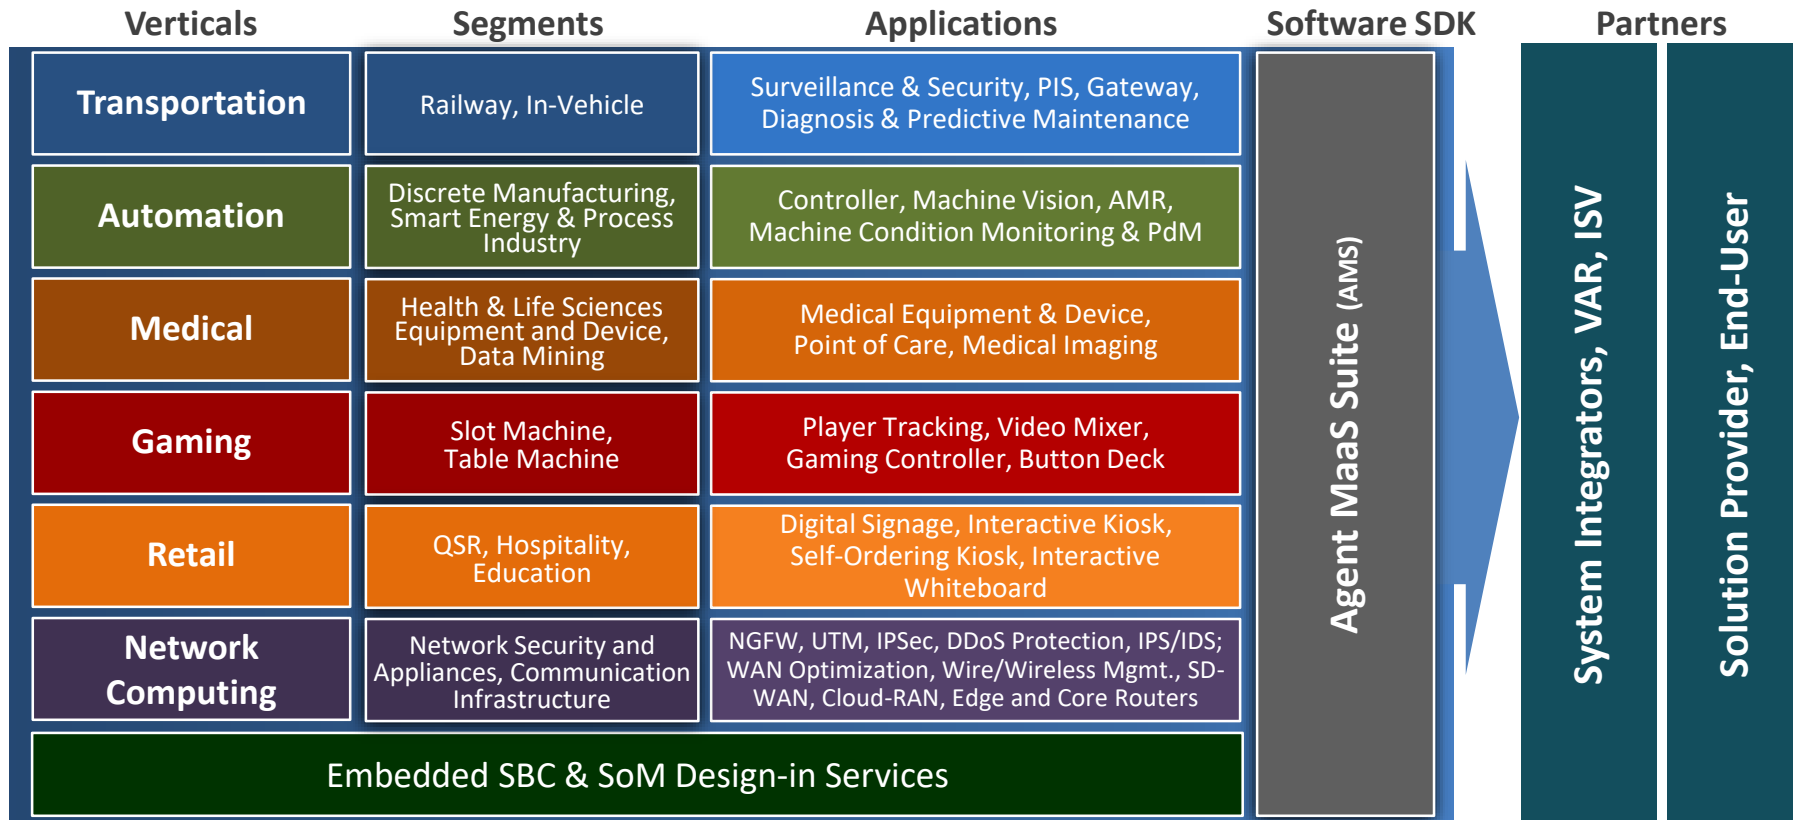 Verticals
Segments
Applications
Software SDK
Partners
Transportation
Railway, In-Vehicle
Surveillance & Security, PIS, Gateway,
Diagnosis & Predictive Maintenance
Automation
Discrete Manufacturing,
Smart Energy & Process
Industry
Controller, Machine Vision, AMR,
Machine Condition Monitoring & PdM
Medical
Health & Life Sciences
Equipment and Device,
Data Mining
Medical Equipment & Device,
Point of Care, Medical Imaging
Gaming
Slot Machine,
Table Machine
Player Tracking, Video Mixer,
Gaming Controller, Button Deck
Retail
QSR, Hospitality,
Education
Digital Signage, Interactive Kiosk,
Self-Ordering Kiosk, Interactive
Whiteboard
Network
Computing
Network Security and
Appliances, Communication
Infrastructure
NGFW, UTM, IPSec, DDoS Protection, IPS/IDS;
WAN Optimization, Wire/Wireless Mgmt., SD-
WAN, Cloud-RAN, Edge and Core Routers
Embedded SBC & SoM Design-in Services
Agent MaaS Suite (AMS)
System Integrators, VAR, ISV
Solution Provider, End-User